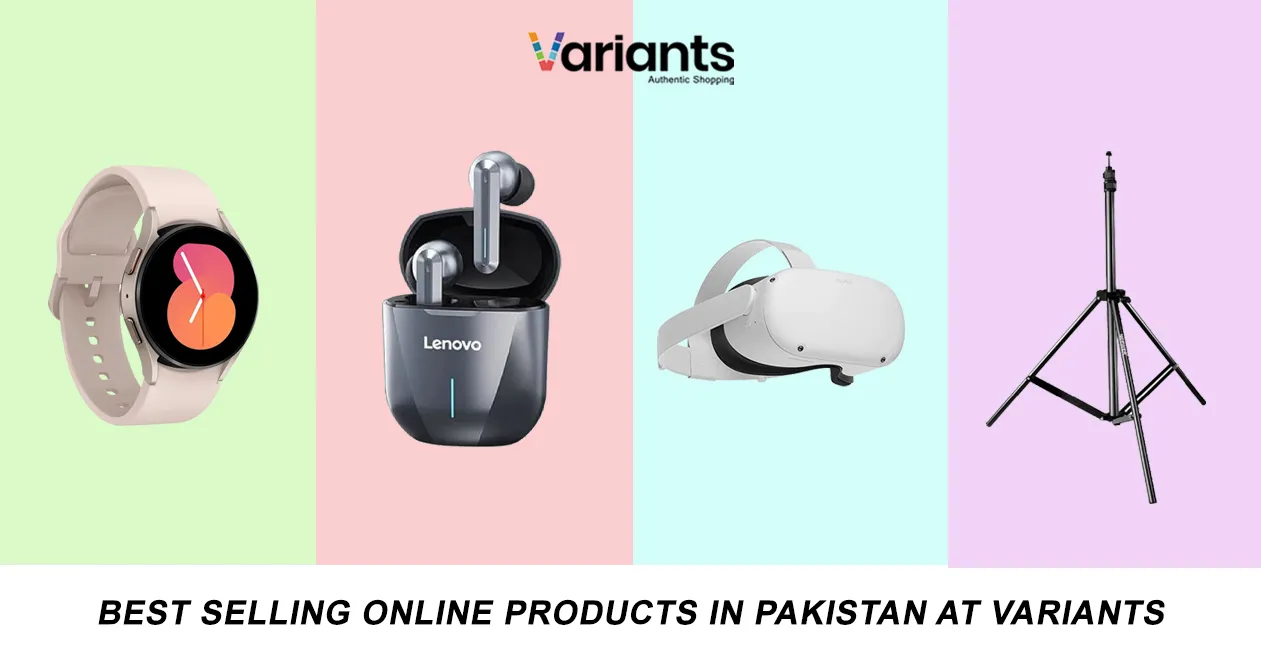 Variants
Authentic Shopping
Lenovo
BEST SELLING ONLINE PRODUCTS IN PAKISTAN AT VARIANTS